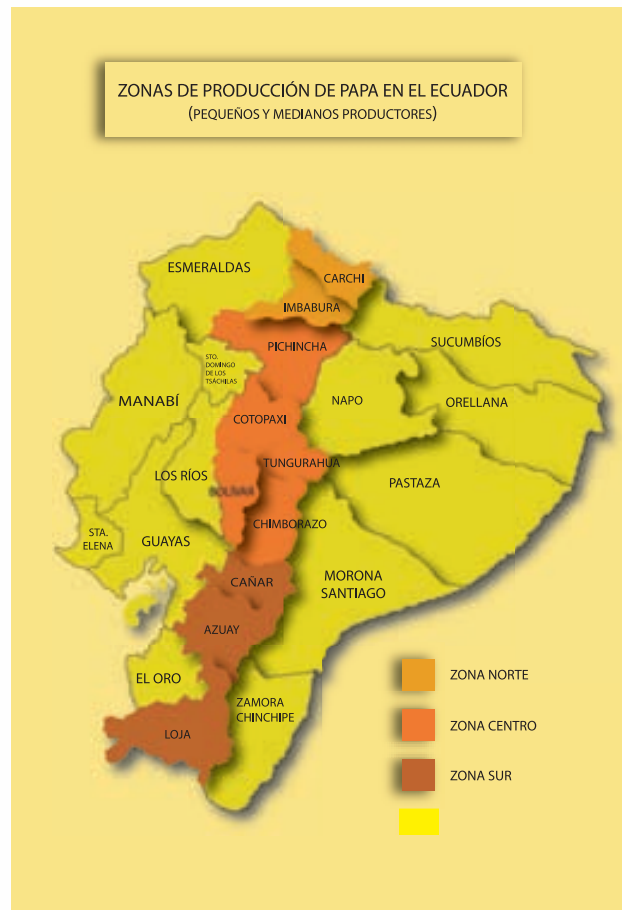 ZONAS DE PRODUCCIÓN DE PAPA EN EL ECUADOR
(PEQUEÑOS Y MEDIANOS PRODUCTORES)
ESMERALDAS
CARCHI
IMBABURA
PICHINCHA
SUCUMBÍOS
STO.
DOMINGO
DE LOS
TSÁCHILAS
MANABÍ
NAPO
ORELLANA
COTOPAXI
TUNGURAHUA
LOS RÍOS
BOLIVAR
PASTAZA
CHIMBORAZO
STA.
ELENA
GUAYAS
CAÑAR
MORONA
SANTIAGO
AZUAY
EL ORO
ZAMORA
CHINCHIPE
LOJA
ZONA NORTE
ZONA CENTRO
ZONA SUR